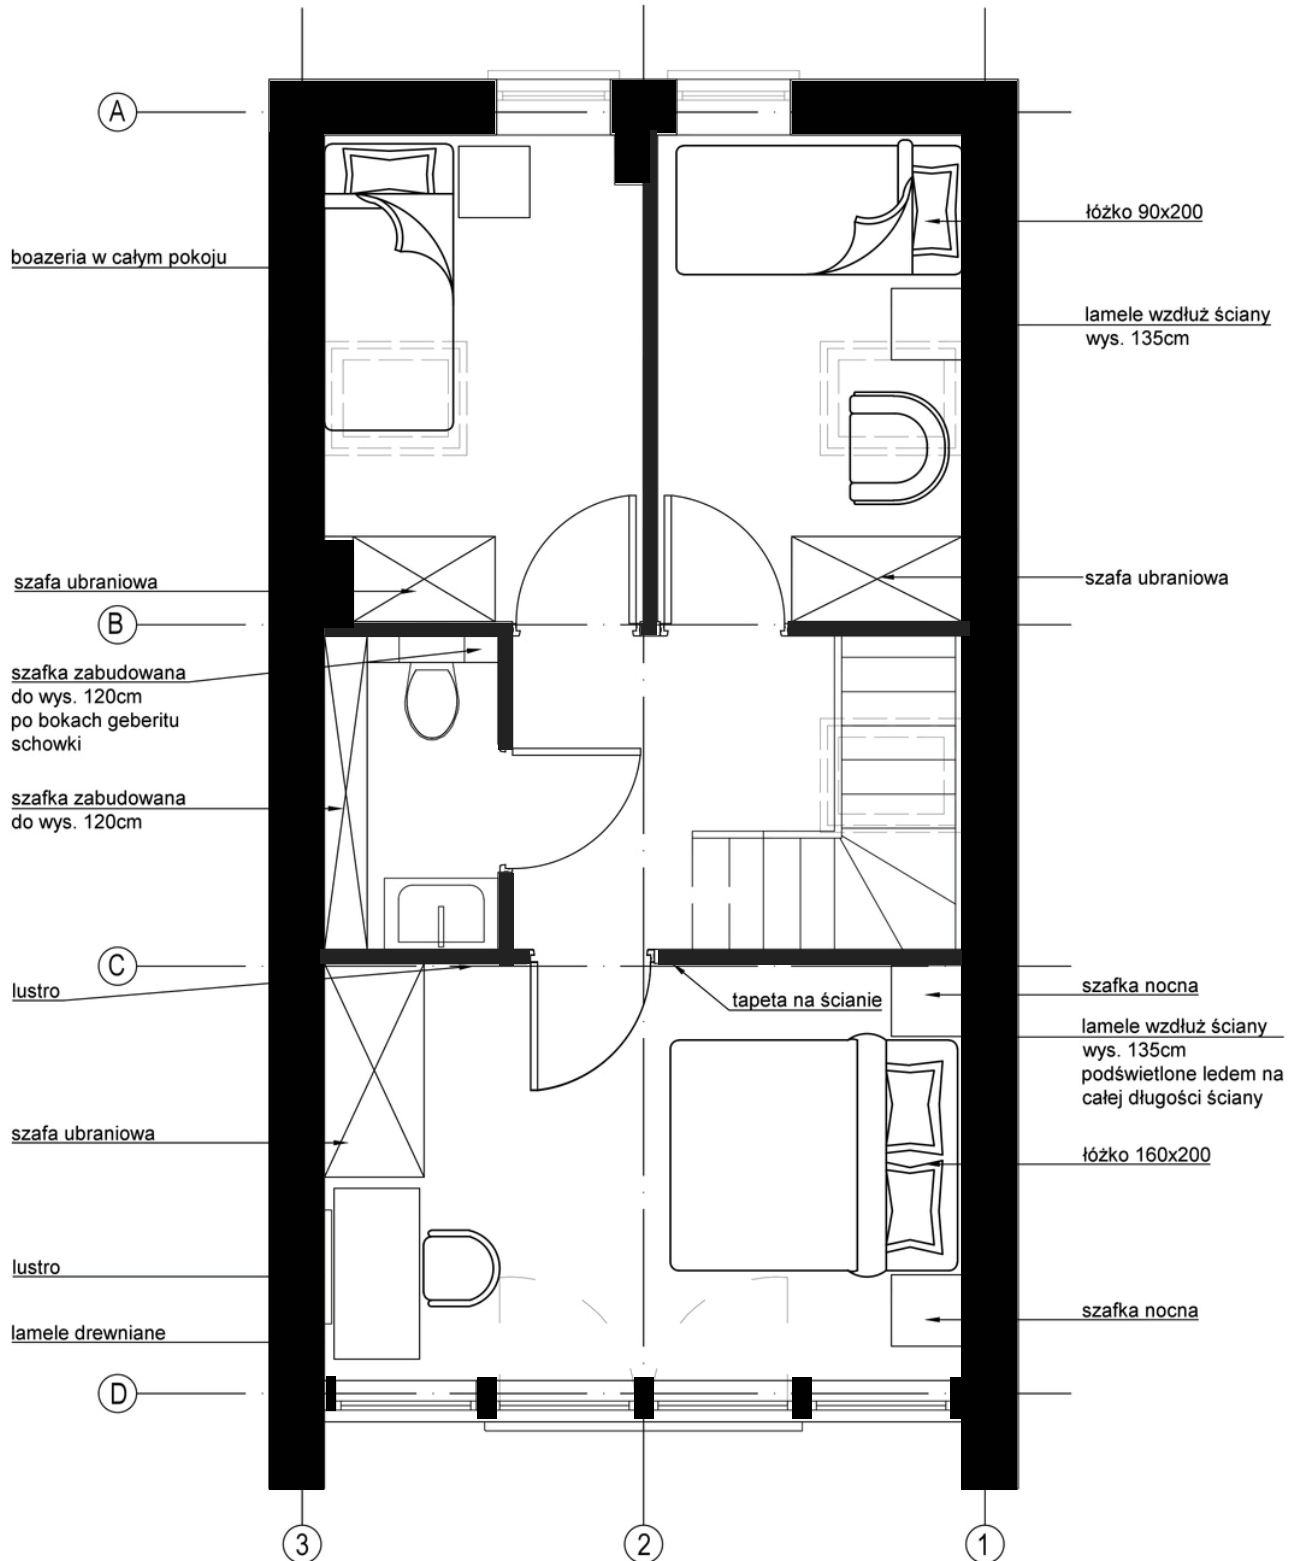 A
łóżko 90x200
boazeria w całym pokoju
lamele wzdłuż ściany
wys. 135cm
szafa ubraniowa
szafa ubraniowa
B
szafka zabudowana
do wys. 120cm
po bokach geberitu
schowki
szafka zabudowana
do wys. 120cm
C
lustro
tapeta na ścianie
szafka nocna
lamele wzdłuż ściany
wys. 135cm
podświetlone ledem na
całej długości ściany
szafa ubraniowa
łóżko 160x200
lustro
szafka nocna
lamele drewniane
D
3
2
1